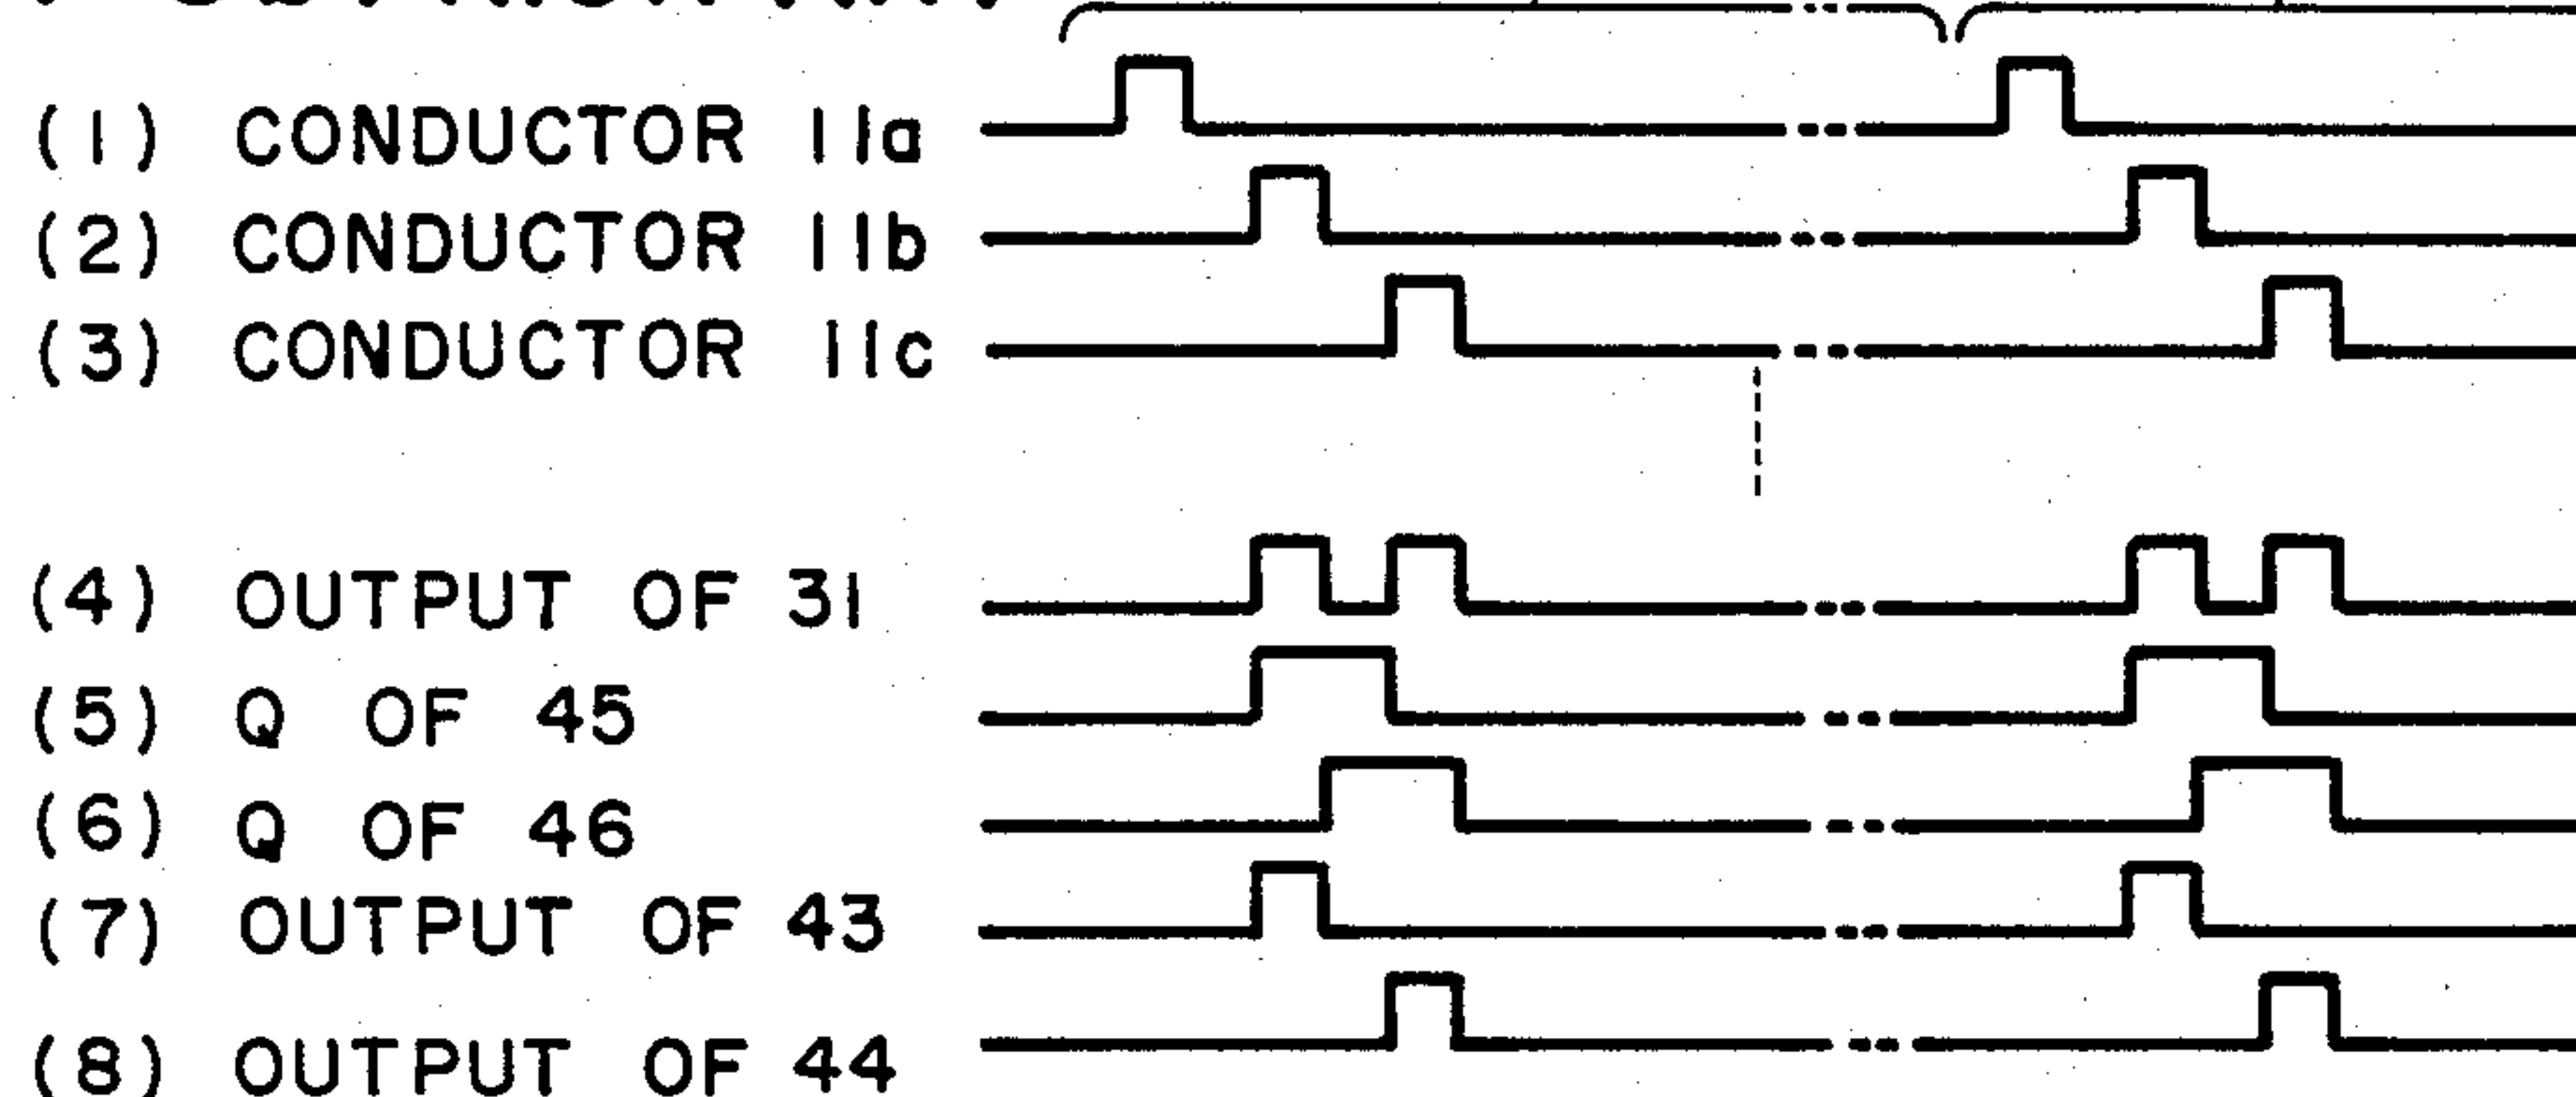 (1) CONDUCTOR 11a
(2) CONDUCTOR 11b
(3) CONDUCTOR 11c
(4) OUTPUT OF 31
(5) Q OF 45
(6) Q OF 46
(7) OUTPUT OF 43
(8) OUTPUT OF 44